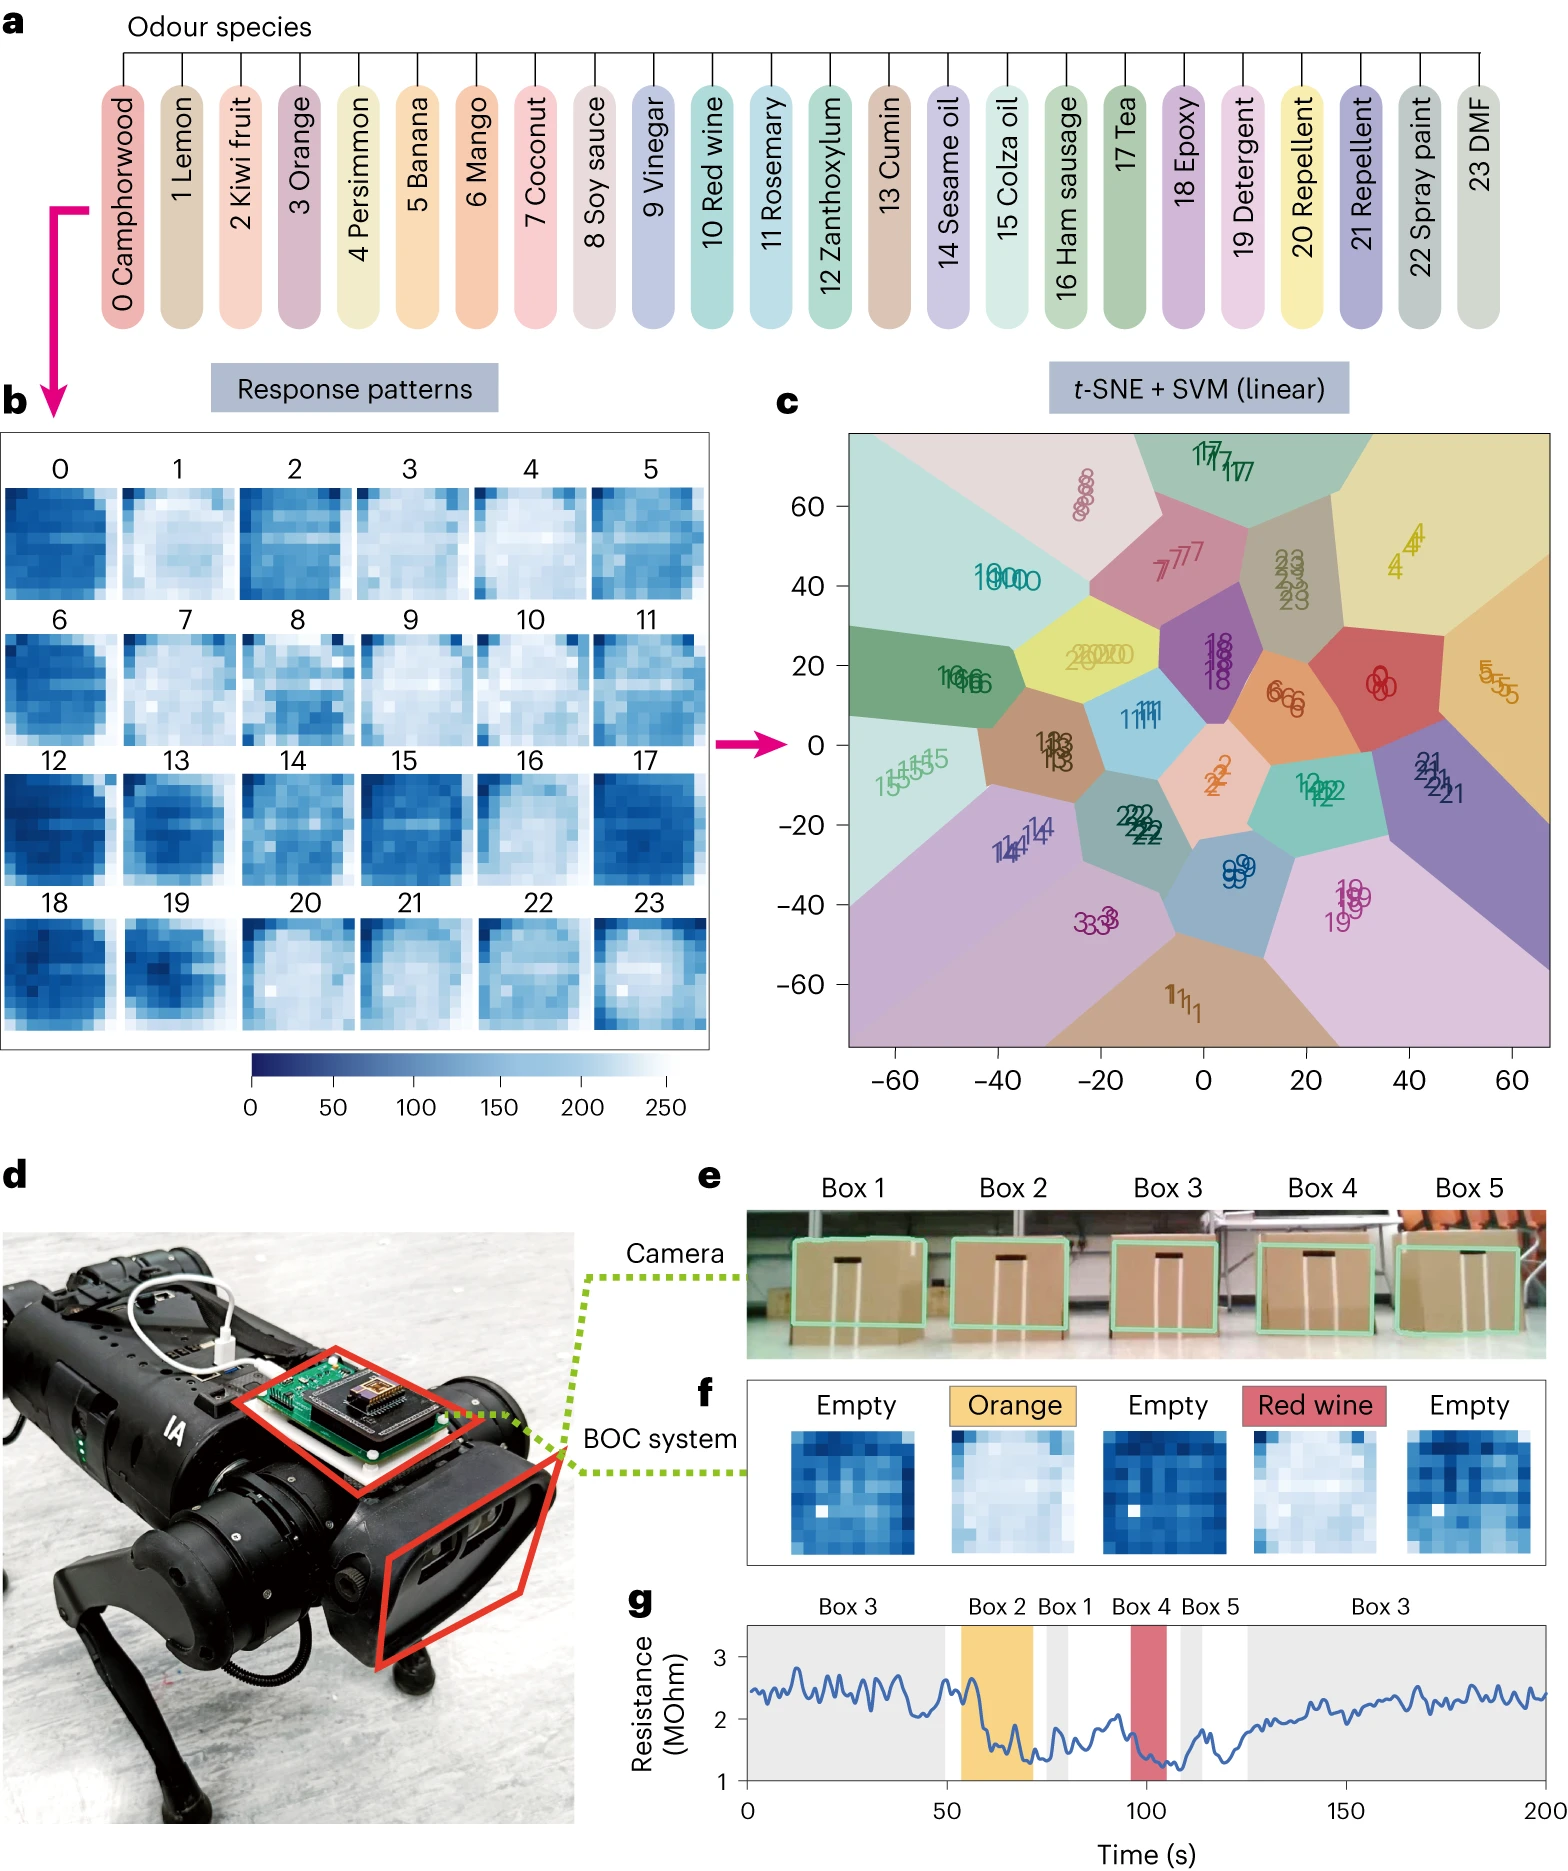 a
Odour species
0 Camphorwood
1 Lemon
2 Kiwi fruit
3 Orange
4 Persimmon
5 Banana
6 Mango
7 Coconut
8 Soy sauce
9 Vinegar
10 Red wine
11 Rosemary
12 Zanthoxylum
13 Cumin
14 Sesame oil
15 Colza oil
16 Ham sausage
17 Tea
18 Epoxy
19 Detergent
20 Repellent
21 Repellent
22 Spray paint
23 DMF
b
Response patterns
0 1 2 3 4 5
6 7 8 9 10 11
12 13 14 15 16 17
18 19 20 21 22 23
0 50 100 150 200 250
c
t-SNE + SVM (linear)
60
40
20
0
−20
−40
−60
−60 −40 −20 0 20 40 60
d
IA
Camera
BOC system
e
Box 1 Box 2 Box 3 Box 4 Box 5
f
Empty Orange Empty Red wine Empty
g
Box 3 Box 2 Box 1 Box 4 Box 5 Box 3
Resistance
(MOhm)
3
2
1
0 50 100 150 200
Time (s)